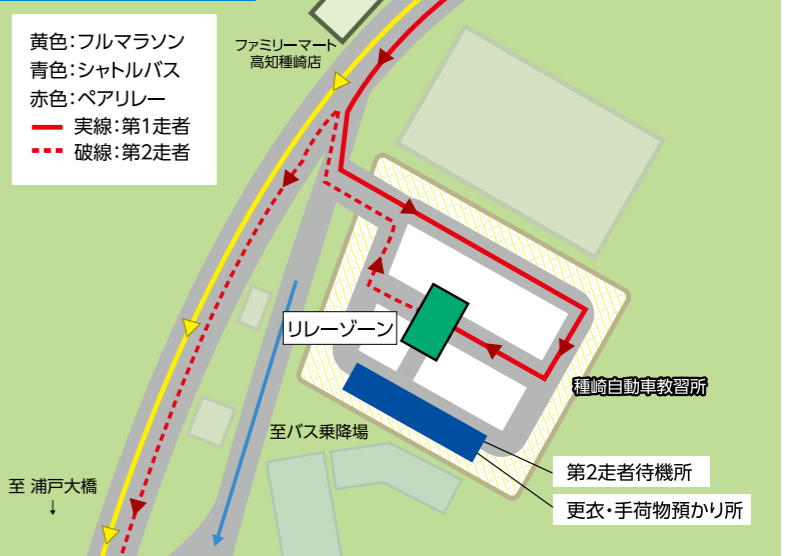 黄色：フルマラソン
青色：シャトルバス
赤色：ペアリレー
実線：第1走者
破線：第2走者
ファミリーマート
高知種崎店
リレーゾーン
種崎自動車教習所
至バス乗降場
第2走者待機所
更衣・手荷物預かり所
至 浦戸大橋
↓